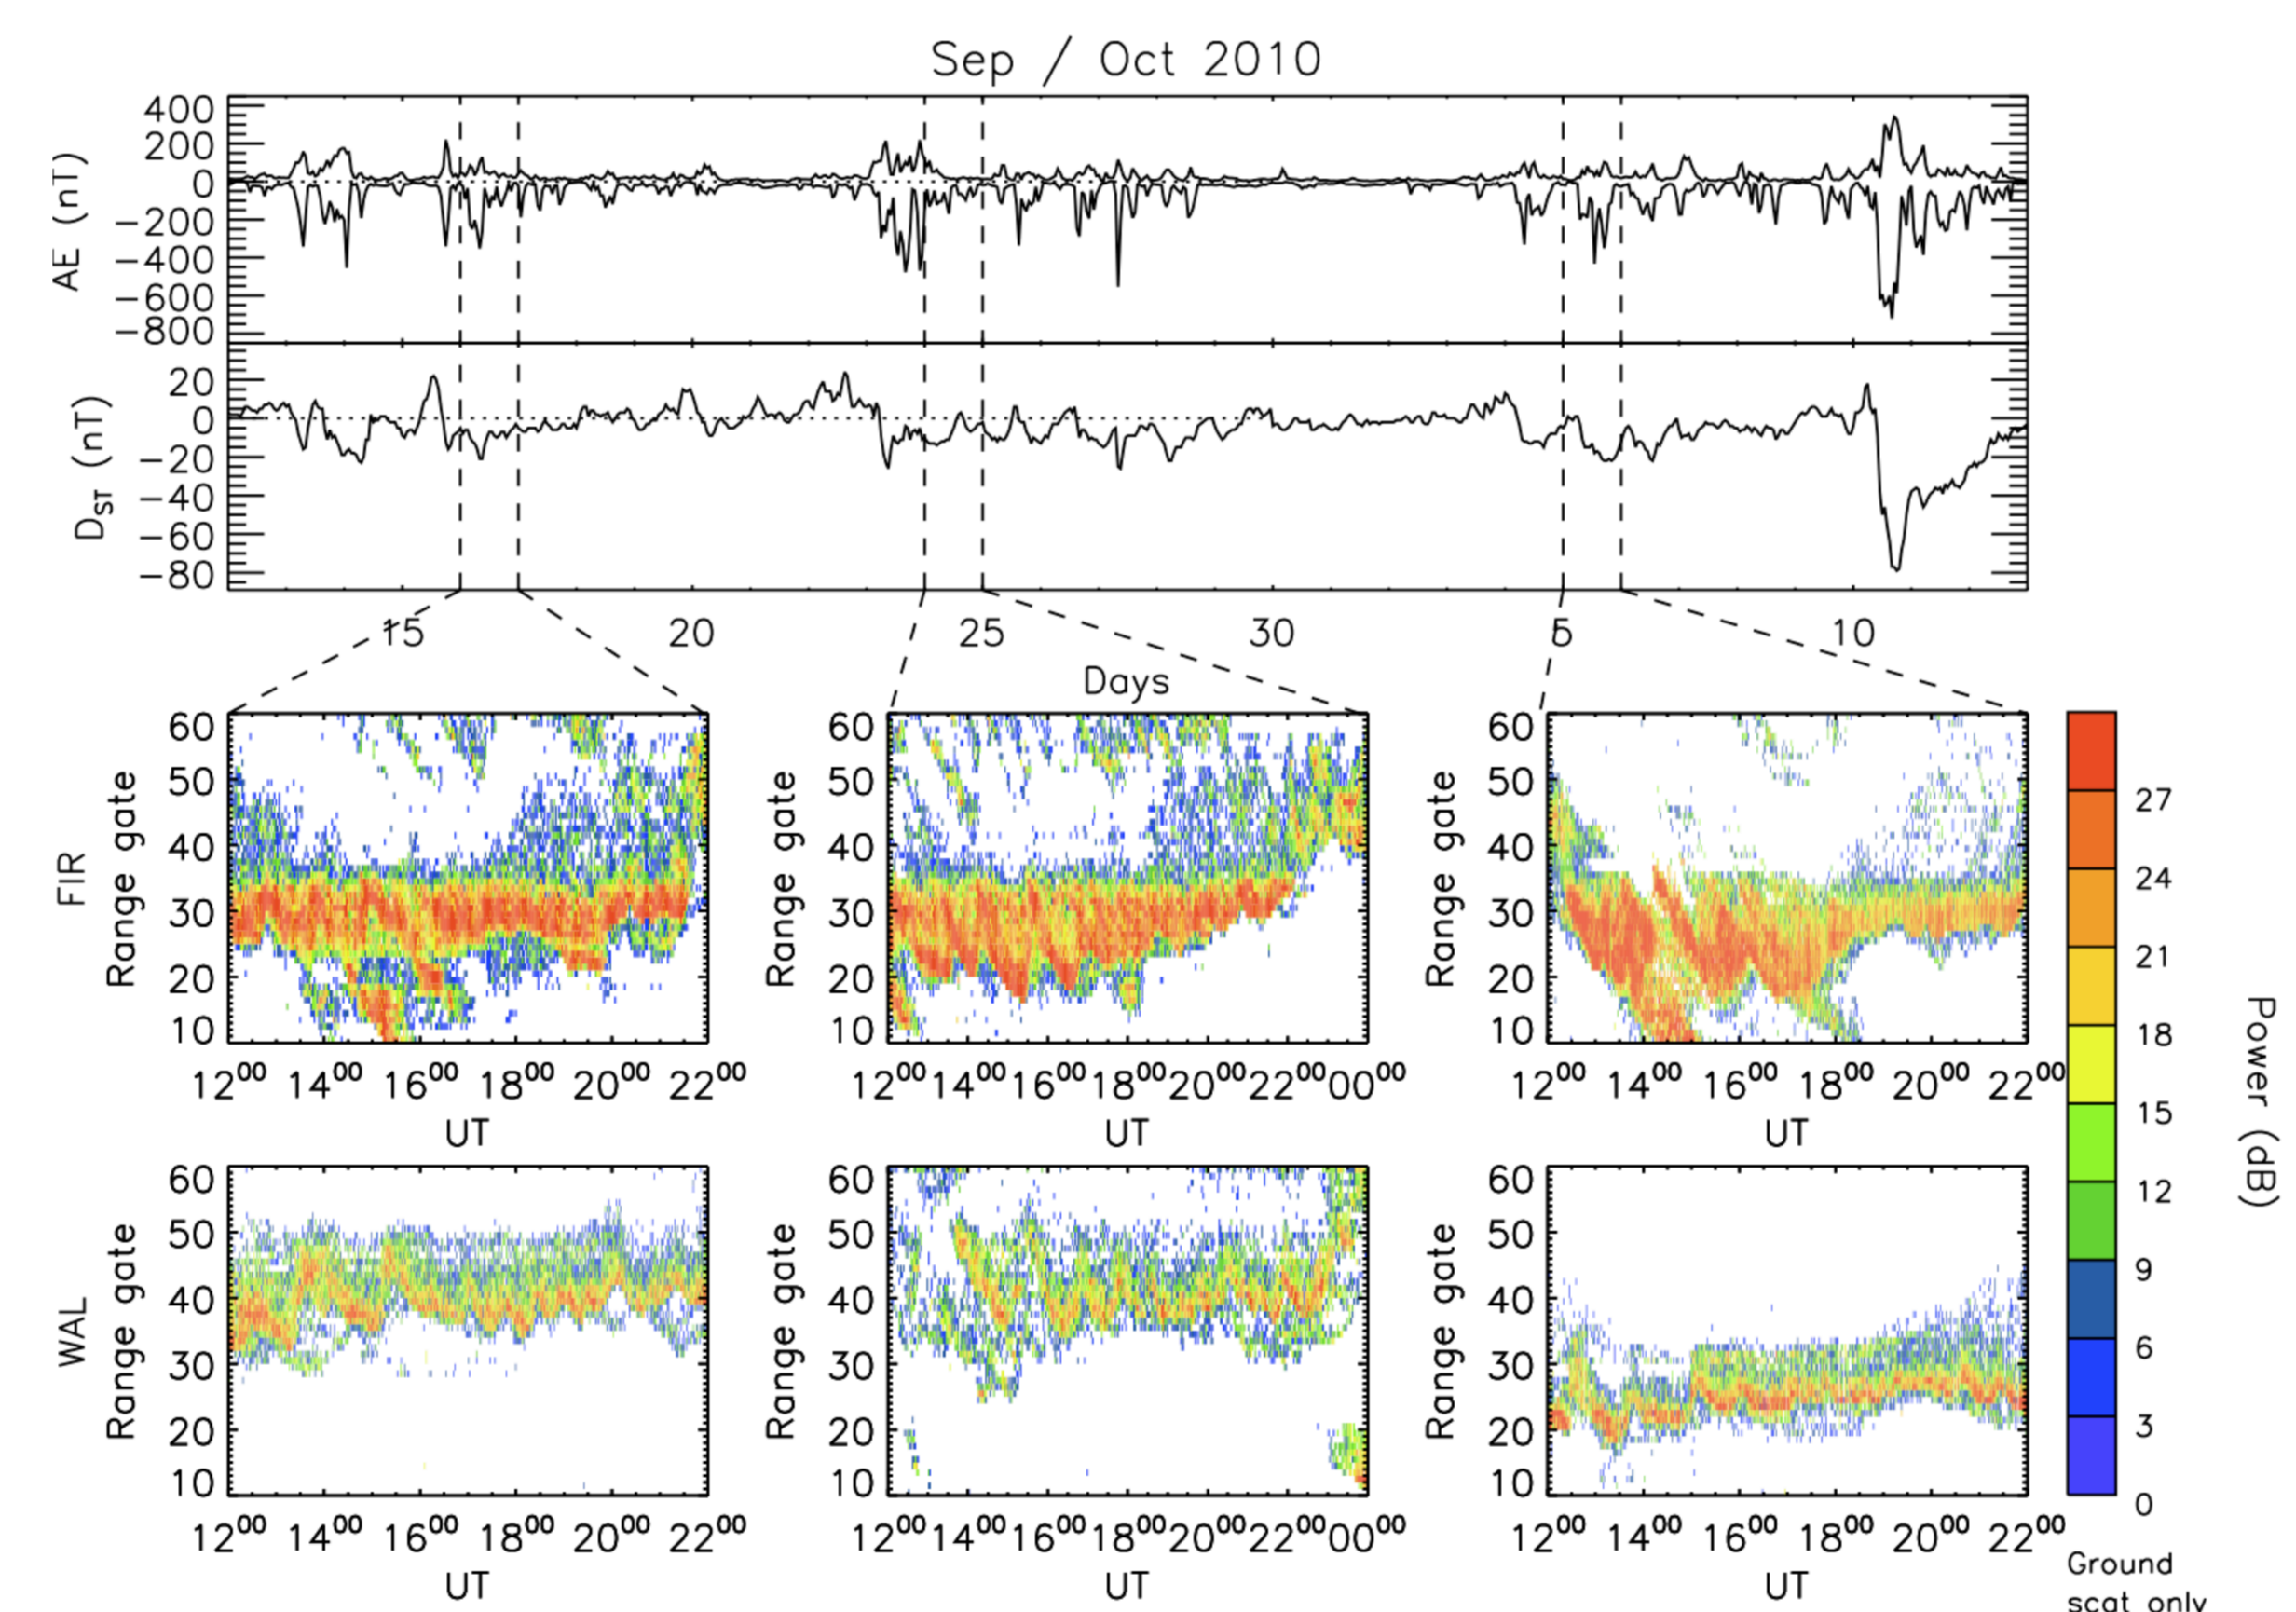 Sep / Oct 2010
400
200
0
−200
−400
−600
−800
AE (nT)
20
0
−20
−40
−60
−80
DST (nT)
15 20 25 30 5 10
Days
60
50
40
30
20
10
Range gate
FIR
12⁰⁰ 14⁰⁰ 16⁰⁰ 18⁰⁰ 20⁰⁰ 22⁰⁰
UT
60
50
40
30
20
10
Range gate
12⁰⁰ 14⁰⁰ 16⁰⁰ 18⁰⁰ 20⁰⁰ 22⁰⁰ 00⁰⁰
UT
60
50
40
30
20
10
Range gate
12⁰⁰ 14⁰⁰ 16⁰⁰ 18⁰⁰ 20⁰⁰ 22⁰⁰
UT
60
50
40
30
20
10
Range gate
WAL
12⁰⁰ 14⁰⁰ 16⁰⁰ 18⁰⁰ 20⁰⁰ 22⁰⁰
UT
60
50
40
30
20
10
Range gate
12⁰⁰ 14⁰⁰ 16⁰⁰ 18⁰⁰ 20⁰⁰ 22⁰⁰ 00⁰⁰
UT
60
50
40
30
20
10
Range gate
12⁰⁰ 14⁰⁰ 16⁰⁰ 18⁰⁰ 20⁰⁰ 22⁰⁰
UT
27
24
21
18
15
12
9
6
3
0
Power (dB)
Ground
scat only